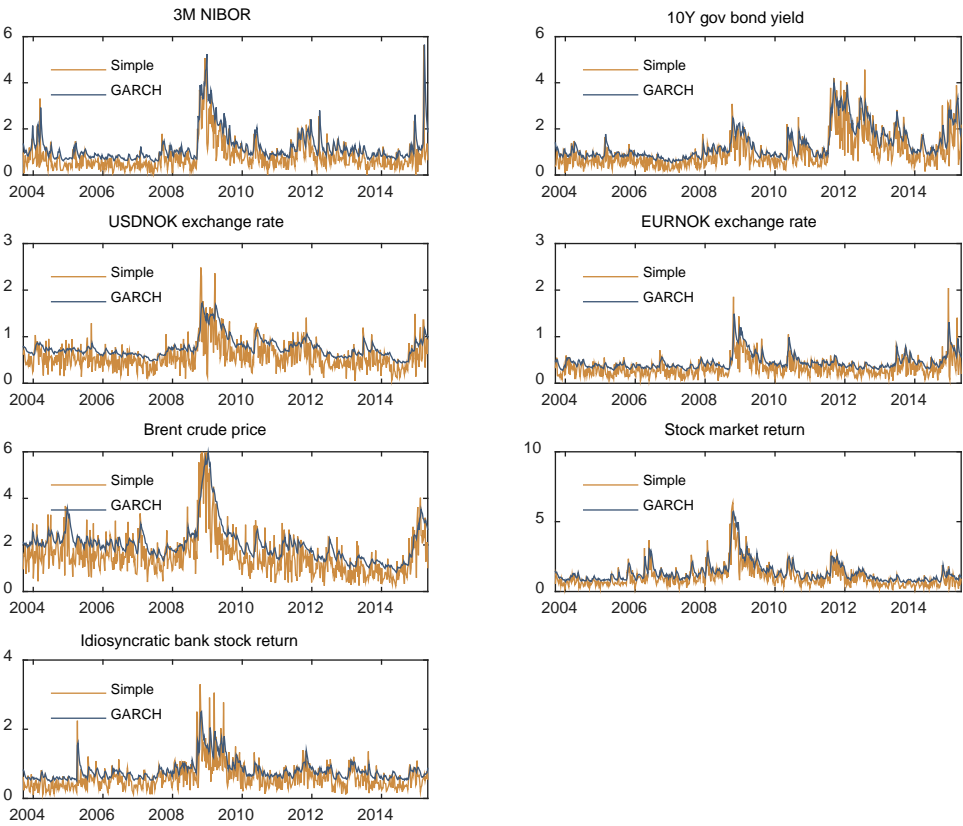 3M NIBOR
6
4
2
0
Simple
GARCH
2004 2006 2008 2010 2012 2014
10Y gov bond yield
6
4
2
0
Simple
GARCH
2004 2006 2008 2010 2012 2014
USDNOK exchange rate
3
2
1
0
Simple
GARCH
2004 2006 2008 2010 2012 2014
EURNOK exchange rate
3
2
1
0
Simple
GARCH
2004 2006 2008 2010 2012 2014
Brent crude price
6
4
2
0
Simple
GARCH
2004 2006 2008 2010 2012 2014
Stock market return
10
5
0
Simple
GARCH
2004 2006 2008 2010 2012 2014
Idiosyncratic bank stock return
4
2
0
Simple
GARCH
2004 2006 2008 2010 2012 2014